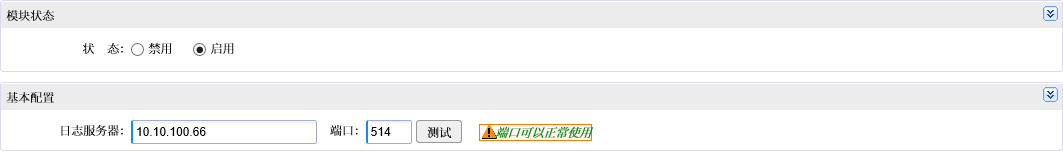 模块状态
状 态： 禁用 启用
基本配置
日志服务器： 10.10.100.66 端口： 514 测试 端口可以正常使用